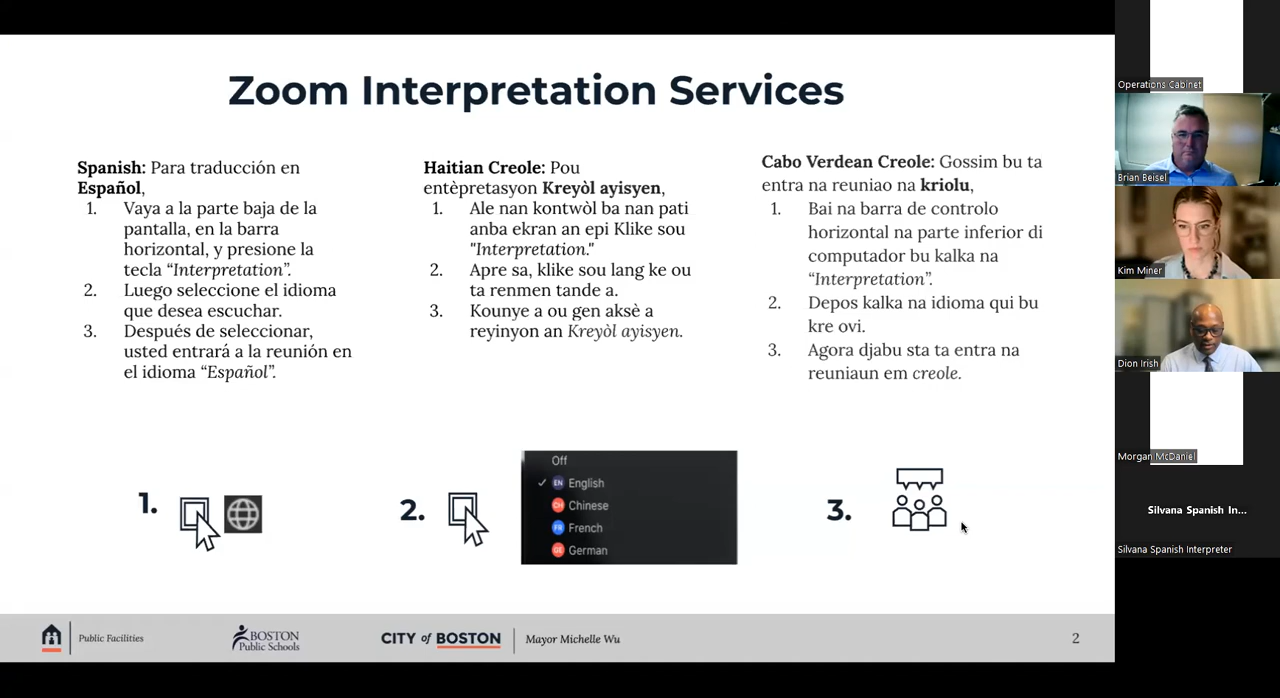 Zoom Interpretation Services
Spanish: Para traducción en
Español,
1. Vaya a la parte baja de la
pantalla, en la barra
horizontal, y presione la
tecla “Interpretation”.
2. Luego seleccione el idioma
que desea escuchar.
3. Después de seleccionar,
usted entrará a la reunión en
el idioma “Español”.
Haitian Creole: Pou
entèpretasyon Kreyòl ayisyen,
1. Ale nan kontwòl ba nan pati
anba ekran an epi Klike sou
"Interpretation."
2. Apre sa, klike sou lang ke ou
ta renmen tande a.
3. Kounye a ou gen aksè a
reyinyon an Kreyòl ayisyen.
Cabo Verdean Creole: Gossim bu ta
entra na reuniao na kriolu,
1. Bai na barra de controlo
horizontal na parte inferior di
computador bu kalka na
“Interpretation”.
2. Depos kalka na idioma qui bu
kre ovi.
3. Agora djabu sta ta entra na
reuniaun em creole.
1.
2.
Off
✓ EN English
CH Chinese
FR French
DE German
3.
Public Facilities
BOSTON
Public Schools
CITY of BOSTON
Mayor Michelle Wu
2
Operations Cabinet
Brian Beisel
Kim Miner
Dion Irish
Morgan McDaniel
Silvana Spanish In...
Silvana Spanish Interpreter